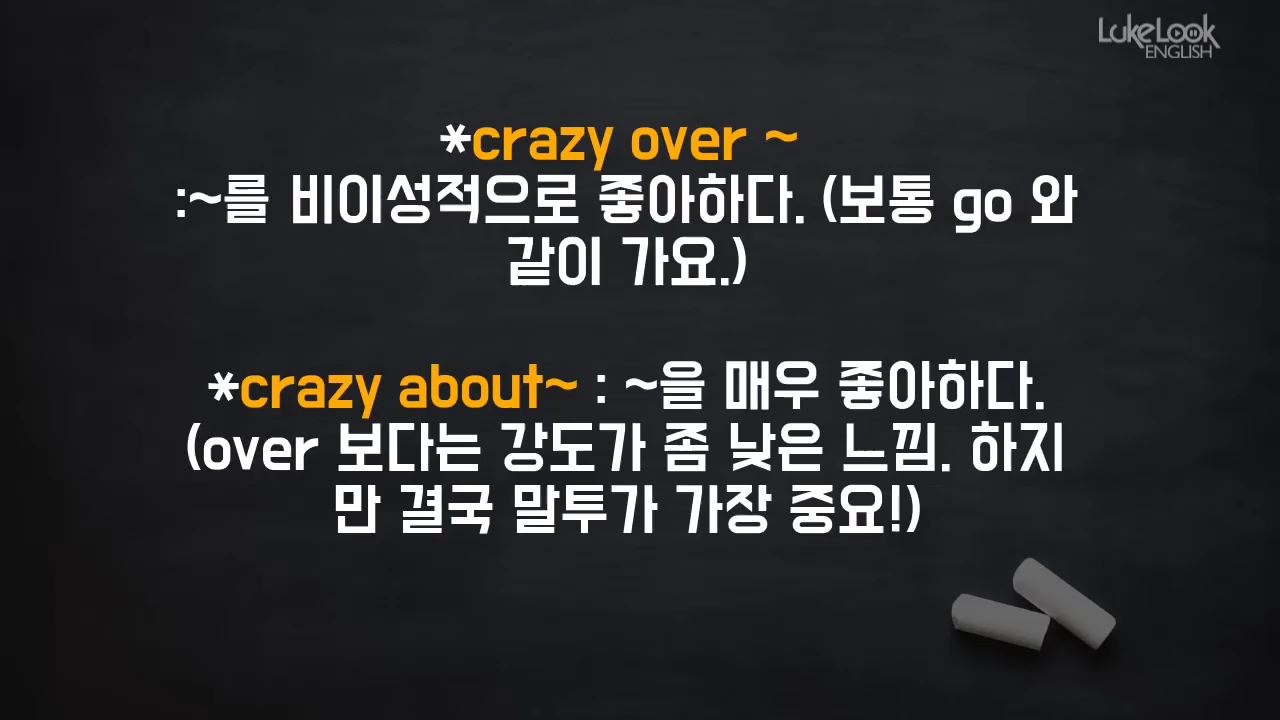 LukeLook
ENGLISH
*crazy over ~
:~를 비이성적으로 좋아하다. (보통 go 와
같이 가요.)
*crazy about~ : ~을 매우 좋아하다.
(over 보다는 강도가 좀 낮은 느낌. 하지
만 결국 말투가 가장 중요!)